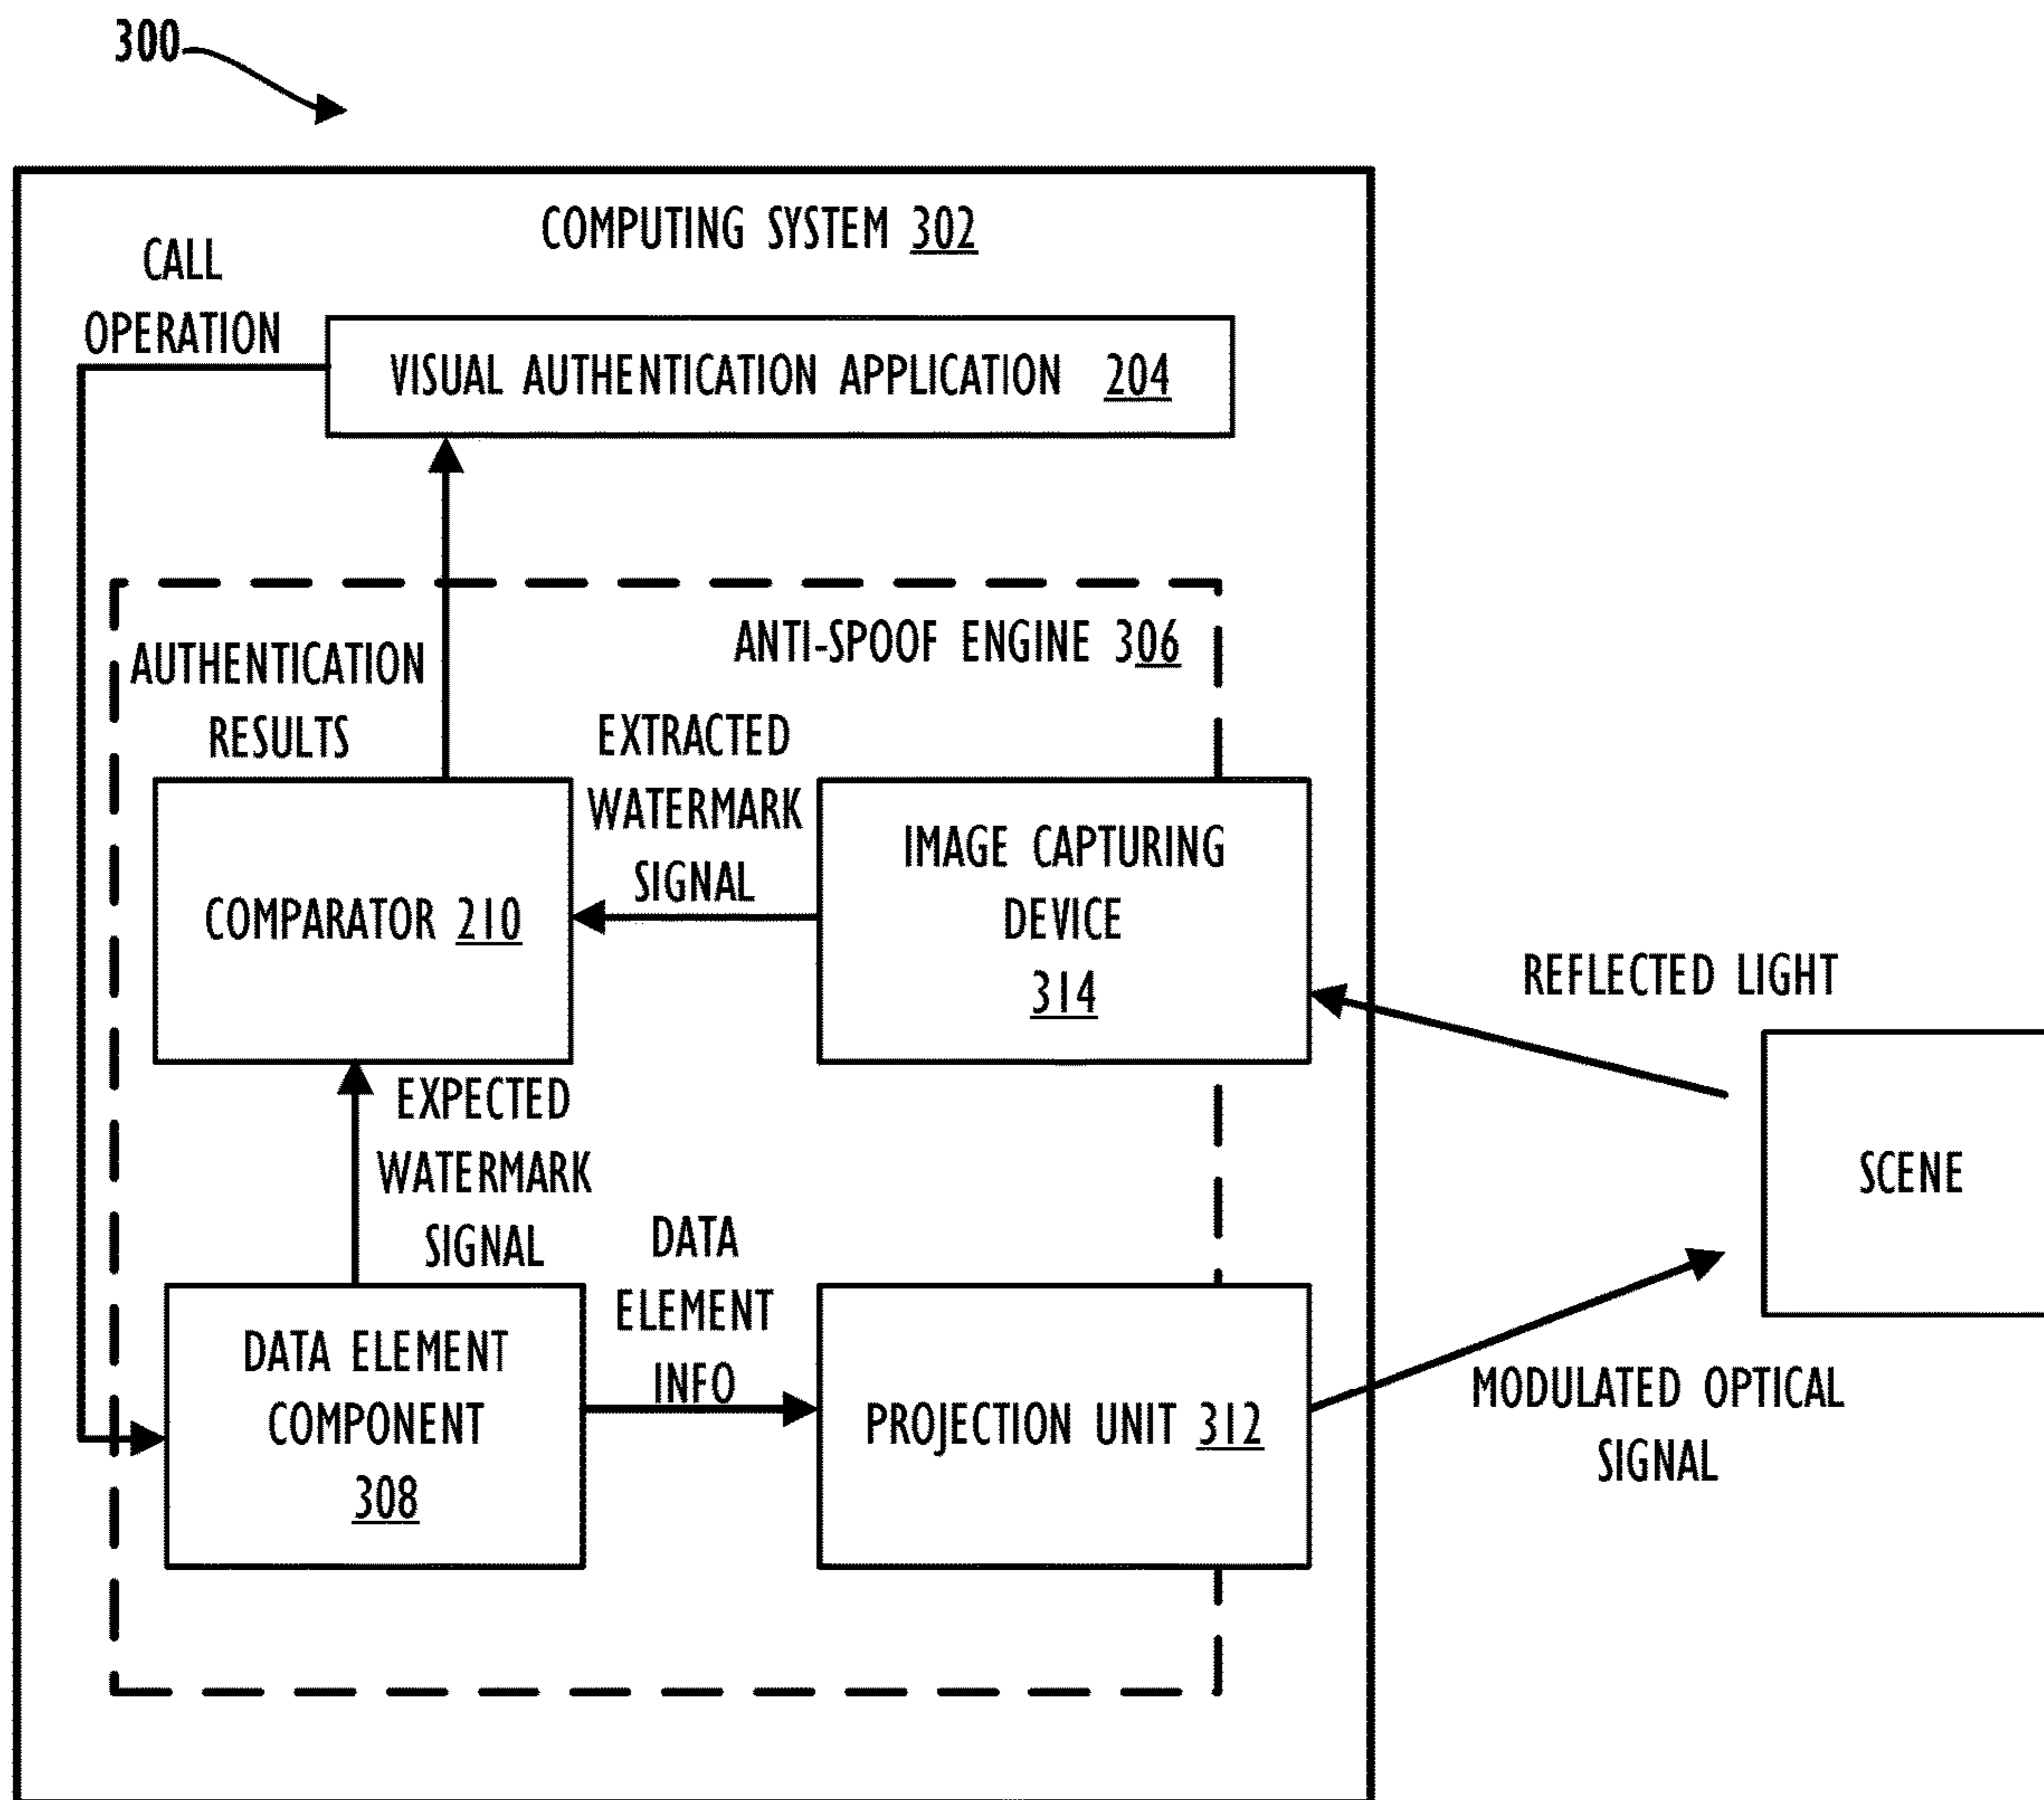 300
COMPUTING SYSTEM 302
CALL
OPERATION
VISUAL AUTHENTICATION APPLICATION 204
ANTI-SPOOF ENGINE 306
AUTHENTICATION
RESULTS
EXTRACTED
WATERMARK
SIGNAL
IMAGE CAPTURING
DEVICE
314
COMPARATOR 210
REFLECTED LIGHT
EXPECTED
WATERMARK
SIGNAL
SCENE
DATA
ELEMENT
INFO
DATA ELEMENT
COMPONENT
308
PROJECTION UNIT 312
MODULATED OPTICAL
SIGNAL